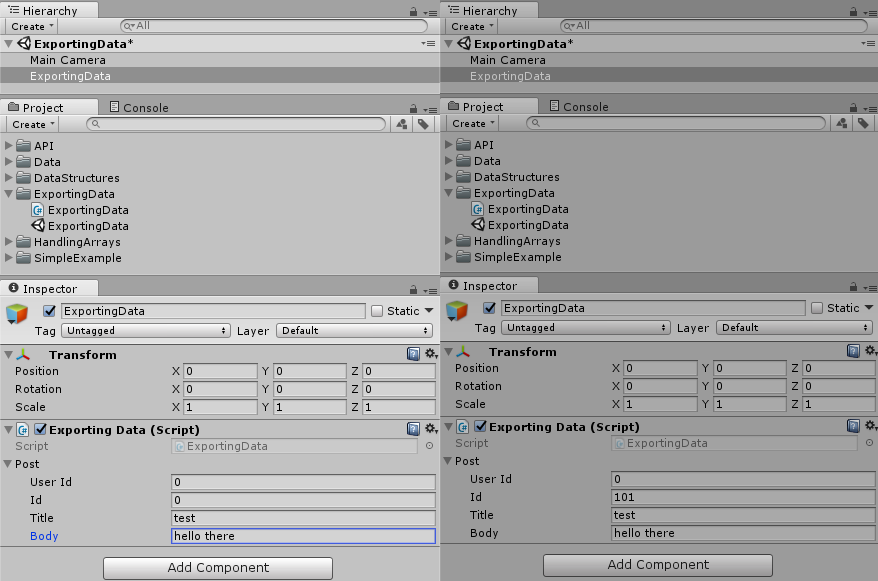 Hierarchy
Create
All
ExportingData*
Main Camera
ExportingData
Project
Console
Create
API
Data
DataStructures
ExportingData
ExportingData
ExportingData
HandlingArrays
SimpleExample
Inspector
ExportingData
Static
Tag Untagged Layer Default
Transform
Position X 0 Y 0 Z 0
Rotation X 0 Y 0 Z 0
Scale X 1 Y 1 Z 1
Exporting Data (Script)
Script ExportingData
Post
User Id 0
Id 0
Title test
Body hello there
Add Component
Hierarchy
Create
All
ExportingData*
Main Camera
ExportingData
Project
Console
Create
API
Data
DataStructures
ExportingData
ExportingData
ExportingData
HandlingArrays
SimpleExample
Inspector
ExportingData
Static
Tag Untagged Layer Default
Transform
Position X 0 Y 0 Z 0
Rotation X 0 Y 0 Z 0
Scale X 1 Y 1 Z 1
Exporting Data (Script)
Script ExportingData
Post
User Id 0
Id 101
Title test
Body hello there
Add Component